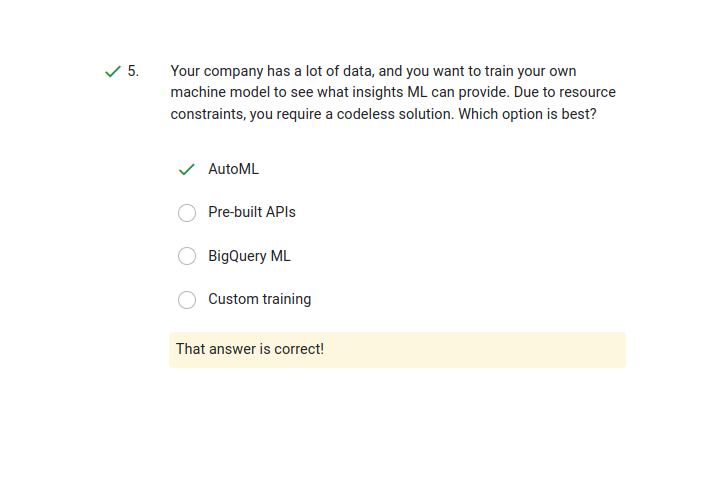 5. Your company has a lot of data, and you want to train your own
machine model to see what insights ML can provide. Due to resource
constraints, you require a codeless solution. Which option is best?
AutoML
Pre-built APIs
BigQuery ML
Custom training
That answer is correct!